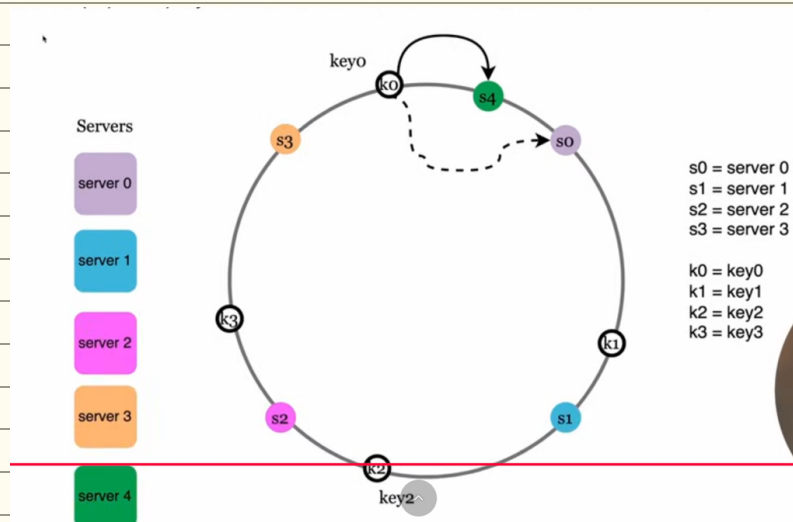 key0
k0
s4
Servers
s3
s0
server 0
s0 = server 0
s1 = server 1
s2 = server 2
s3 = server 3
server 1
k0 = key0
k1 = key1
k2 = key2
k3 = key3
k3
k1
server 2
server 3
s2
s1
k2
server 4
key2